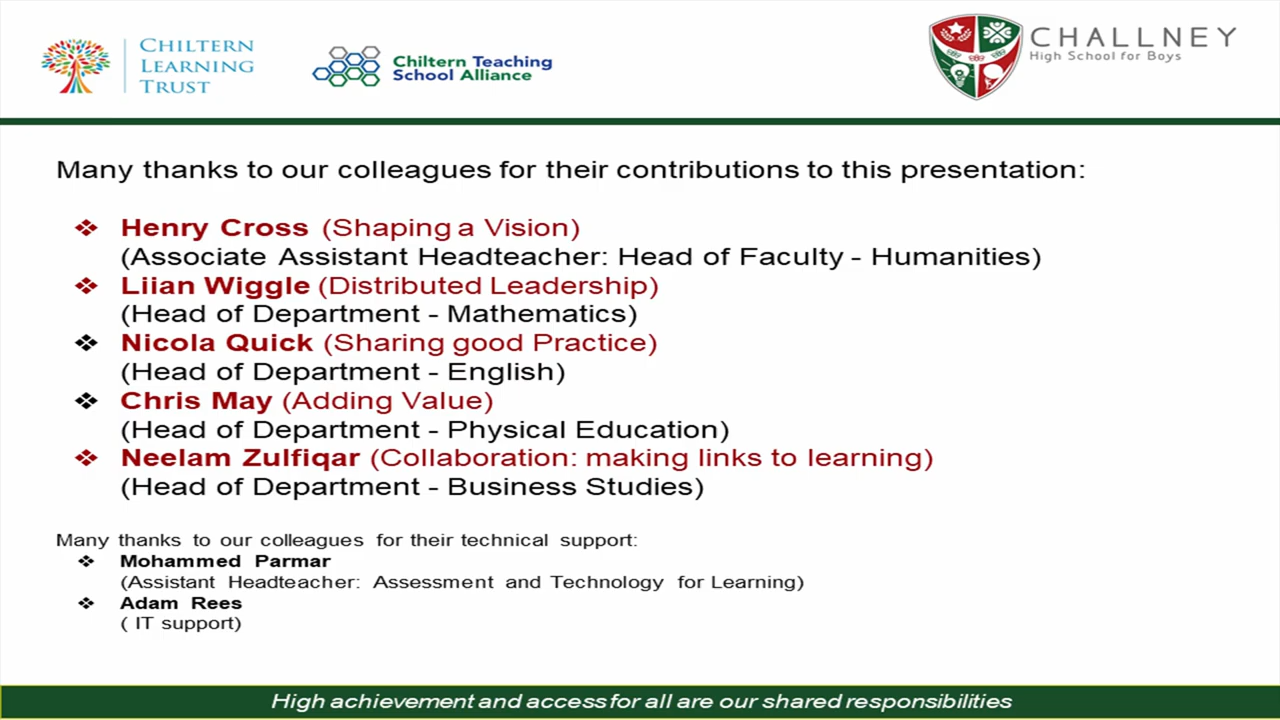 CHILTERN
LEARNING
TRUST
Chiltern Teaching
School Alliance
CHALLNEY
High School for Boys
Many thanks to our colleagues for their contributions to this presentation:
❖ Henry Cross (Shaping a Vision)
(Associate Assistant Headteacher: Head of Faculty - Humanities)
❖ Liian Wiggle (Distributed Leadership)
(Head of Department - Mathematics)
❖ Nicola Quick (Sharing good Practice)
(Head of Department - English)
❖ Chris May (Adding Value)
(Head of Department - Physical Education)
❖ Neelam Zulfiqar (Collaboration: making links to learning)
(Head of Department - Business Studies)
Many thanks to our colleagues for their technical support:
❖ Mohammed Parmar
(Assistant Headteacher: Assessment and Technology for Learning)
❖ Adam Rees
( IT support)
High achievement and access for all are our shared responsibilities